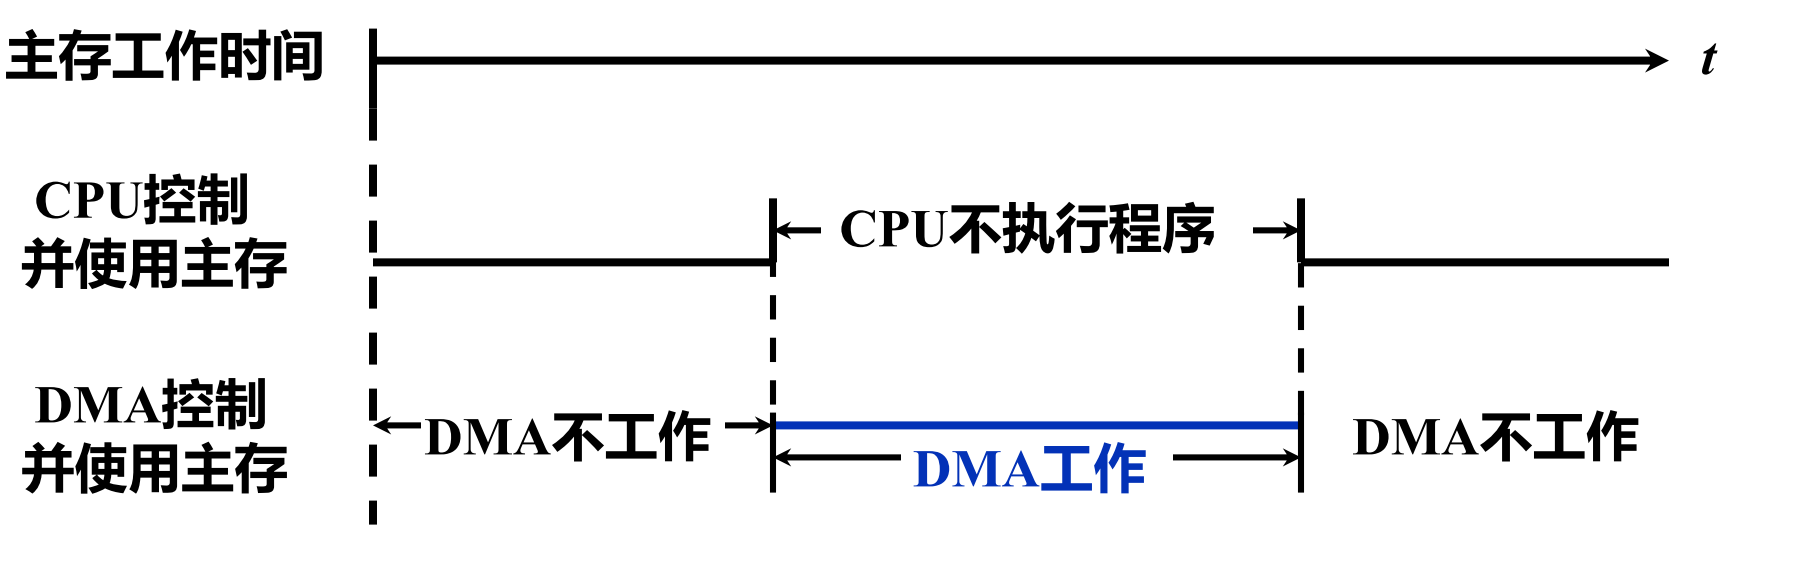 主存工作时间
t
CPU控制
并使用主存
CPU不执行程序
DMA控制
并使用主存
DMA不工作
DMA工作
DMA不工作